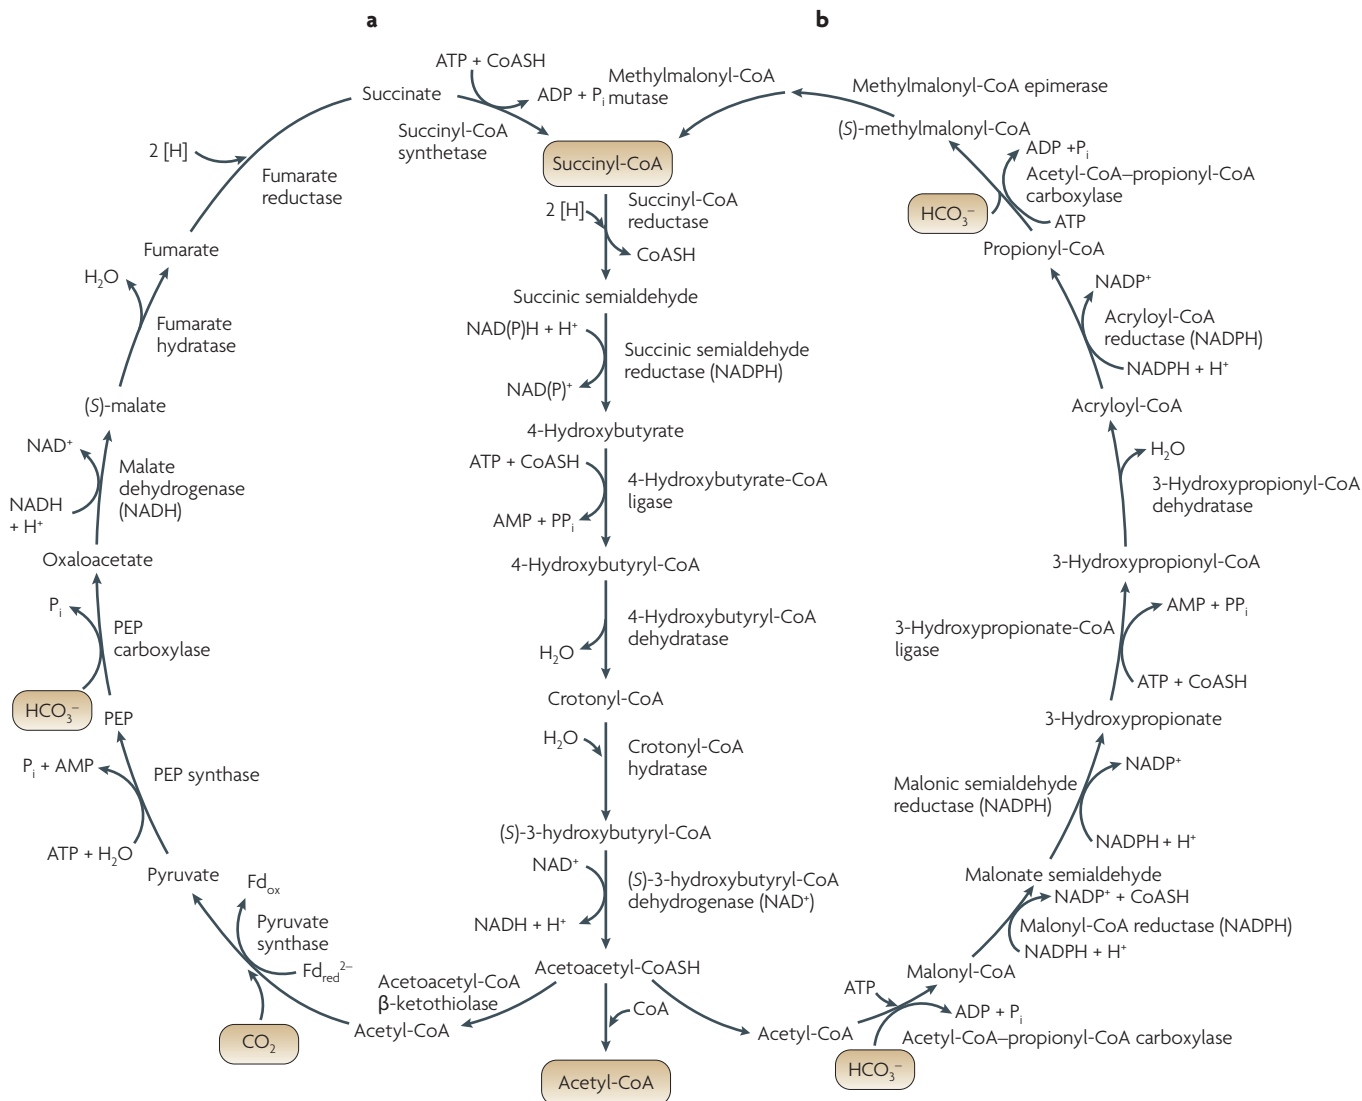 a
b
ATP + CoASH
Succinate
ADP + Pᵢ
Succinyl-CoA
synthetase
Methylmalonyl-CoA
mutase
Methylmalonyl-CoA epimerase
(S)-methylmalonyl-CoA
2 [H]
Fumarate
reductase
Succinyl-CoA
ADP +Pᵢ
Acetyl-CoA–propionyl-CoA
carboxylase
HCO₃⁻
ATP
Propionyl-CoA
2 [H]
Succinyl-CoA
reductase
CoASH
Fumarate
H₂O
Fumarate
hydratase
Succinic semialdehyde
NAD(P)H + H⁺
Succinic semialdehyde
reductase (NADPH)
NAD(P)⁺
NADP⁺
Acryloyl-CoA
reductase (NADPH)
NADPH + H⁺
Acryloyl-CoA
(S)-malate
NAD⁺
Malate
dehydrogenase
(NADH)
NADH
+ H⁺
4-Hydroxybutyrate
ATP + CoASH
4-Hydroxybutyrate-CoA
ligase
AMP + PPᵢ
H₂O
3-Hydroxypropionyl-CoA
dehydratase
Oxaloacetate
4-Hydroxybutyryl-CoA
3-Hydroxypropionyl-CoA
Pᵢ
PEP
carboxylase
HCO₃⁻
PEP
4-Hydroxybutyryl-CoA
dehydratase
H₂O
AMP + PPᵢ
3-Hydroxypropionate-CoA
ligase
ATP + CoASH
Crotonyl-CoA
3-Hydroxypropionate
Pᵢ + AMP
PEP synthase
ATP + H₂O
H₂O
Crotonyl-CoA
hydratase
NADP⁺
Malonic semialdehyde
reductase (NADPH)
NADPH + H⁺
(S)-3-hydroxybutyryl-CoA
Pyruvate
Malonate semialdehyde
NAD⁺
(S)-3-hydroxybutyryl-CoA
dehydrogenase (NAD⁺)
NADH + H⁺
Fdₒₓ
Pyruvate
synthase
Fd_red²⁻
CO₂
NADP⁺ + CoASH
Malonyl-CoA reductase (NADPH)
NADPH + H⁺
Malonyl-CoA
Acetoacetyl-CoASH
Acetoacetyl-CoA
β-ketothiolase
Acetyl-CoA
CoA
Acetyl-CoA
Acetyl-CoA
ATP
ADP + Pᵢ
Acetyl-CoA–propionyl-CoA carboxylase
HCO₃⁻